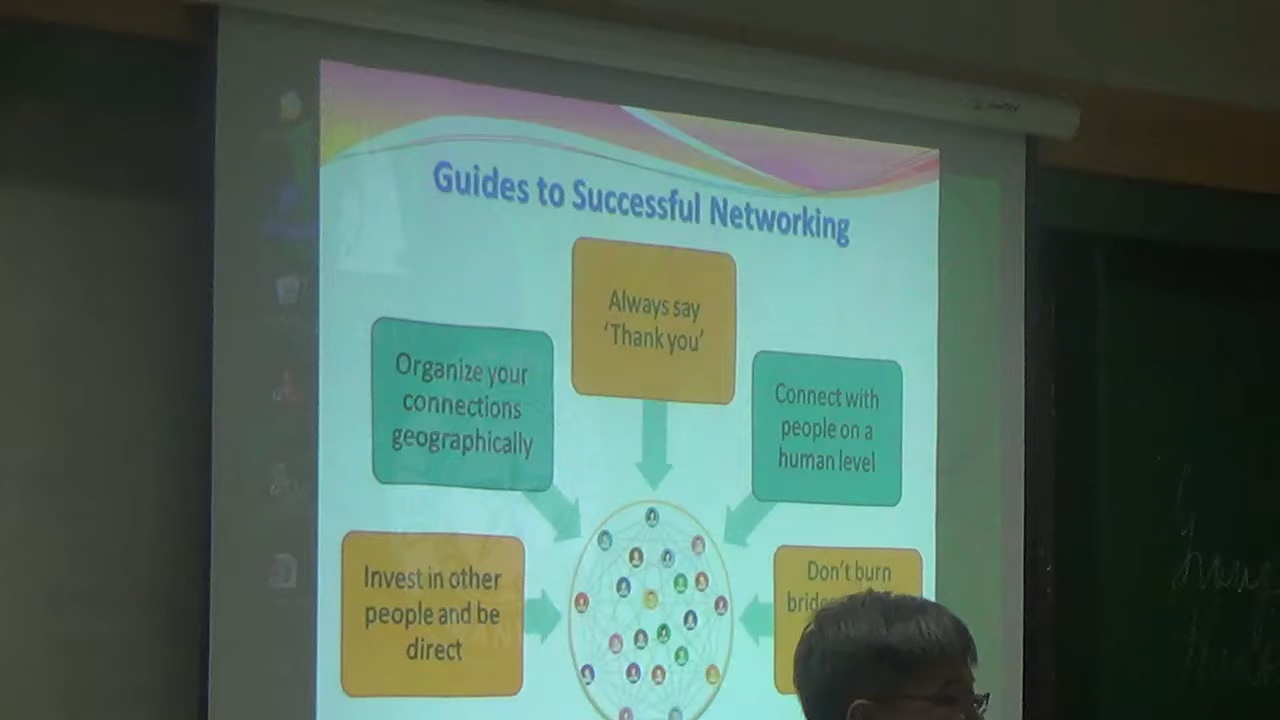 Guides to Successful Networking
Always say
‘Thank you’
Organize your
connections
geographically
Connect with
people on a
human level
Invest in other
people and be
direct
Don’t burn